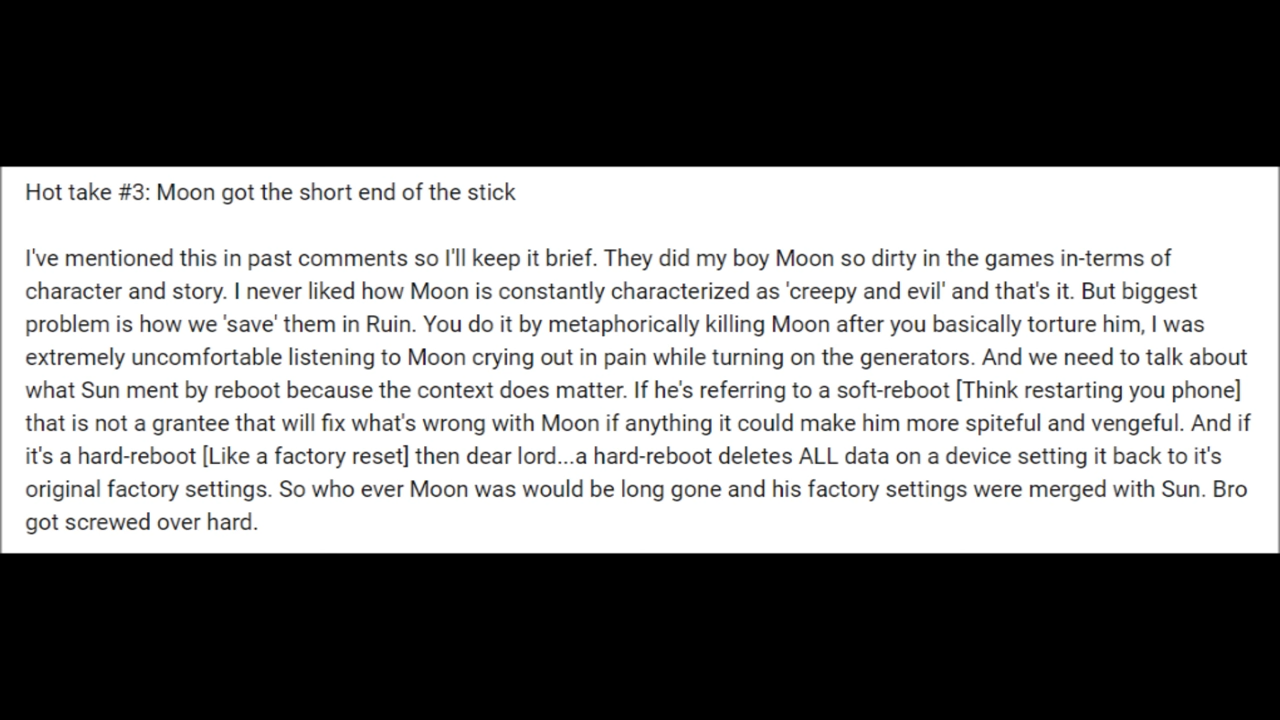 Hot take #3: Moon got the short end of the stick
I've mentioned this in past comments so I'll keep it brief. They did my boy Moon so dirty in the games in-terms of
character and story. I never liked how Moon is constantly characterized as 'creepy and evil' and that's it. But biggest
problem is how we 'save' them in Ruin. You do it by metaphorically killing Moon after you basically torture him, I was
extremely uncomfortable listening to Moon crying out in pain while turning on the generators. And we need to talk about
what Sun ment by reboot because the context does matter. If he's referring to a soft-reboot [Think restarting you phone]
that is not a grantee that will fix what's wrong with Moon if anything it could make him more spiteful and vengeful. And if
it's a hard-reboot [Like a factory reset] then dear lord...a hard-reboot deletes ALL data on a device setting it back to it's
original factory settings. So who ever Moon was would be long gone and his factory settings were merged with Sun. Bro
got screwed over hard.